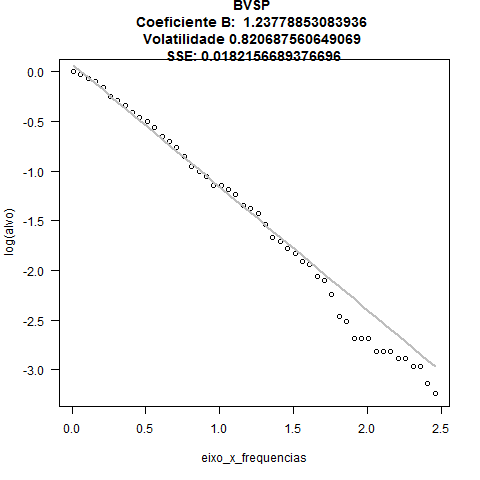 BVSP
Coeficiente B: 1.23778853083936
Volatilidade 0.820687560649069
SSE: 0.0182156689376696
log(alvo)
0.0
-0.5
-1.0
-1.5
-2.0
-2.5
-3.0
0.0 0.5 1.0 1.5 2.0 2.5
eixo_x_frequencias